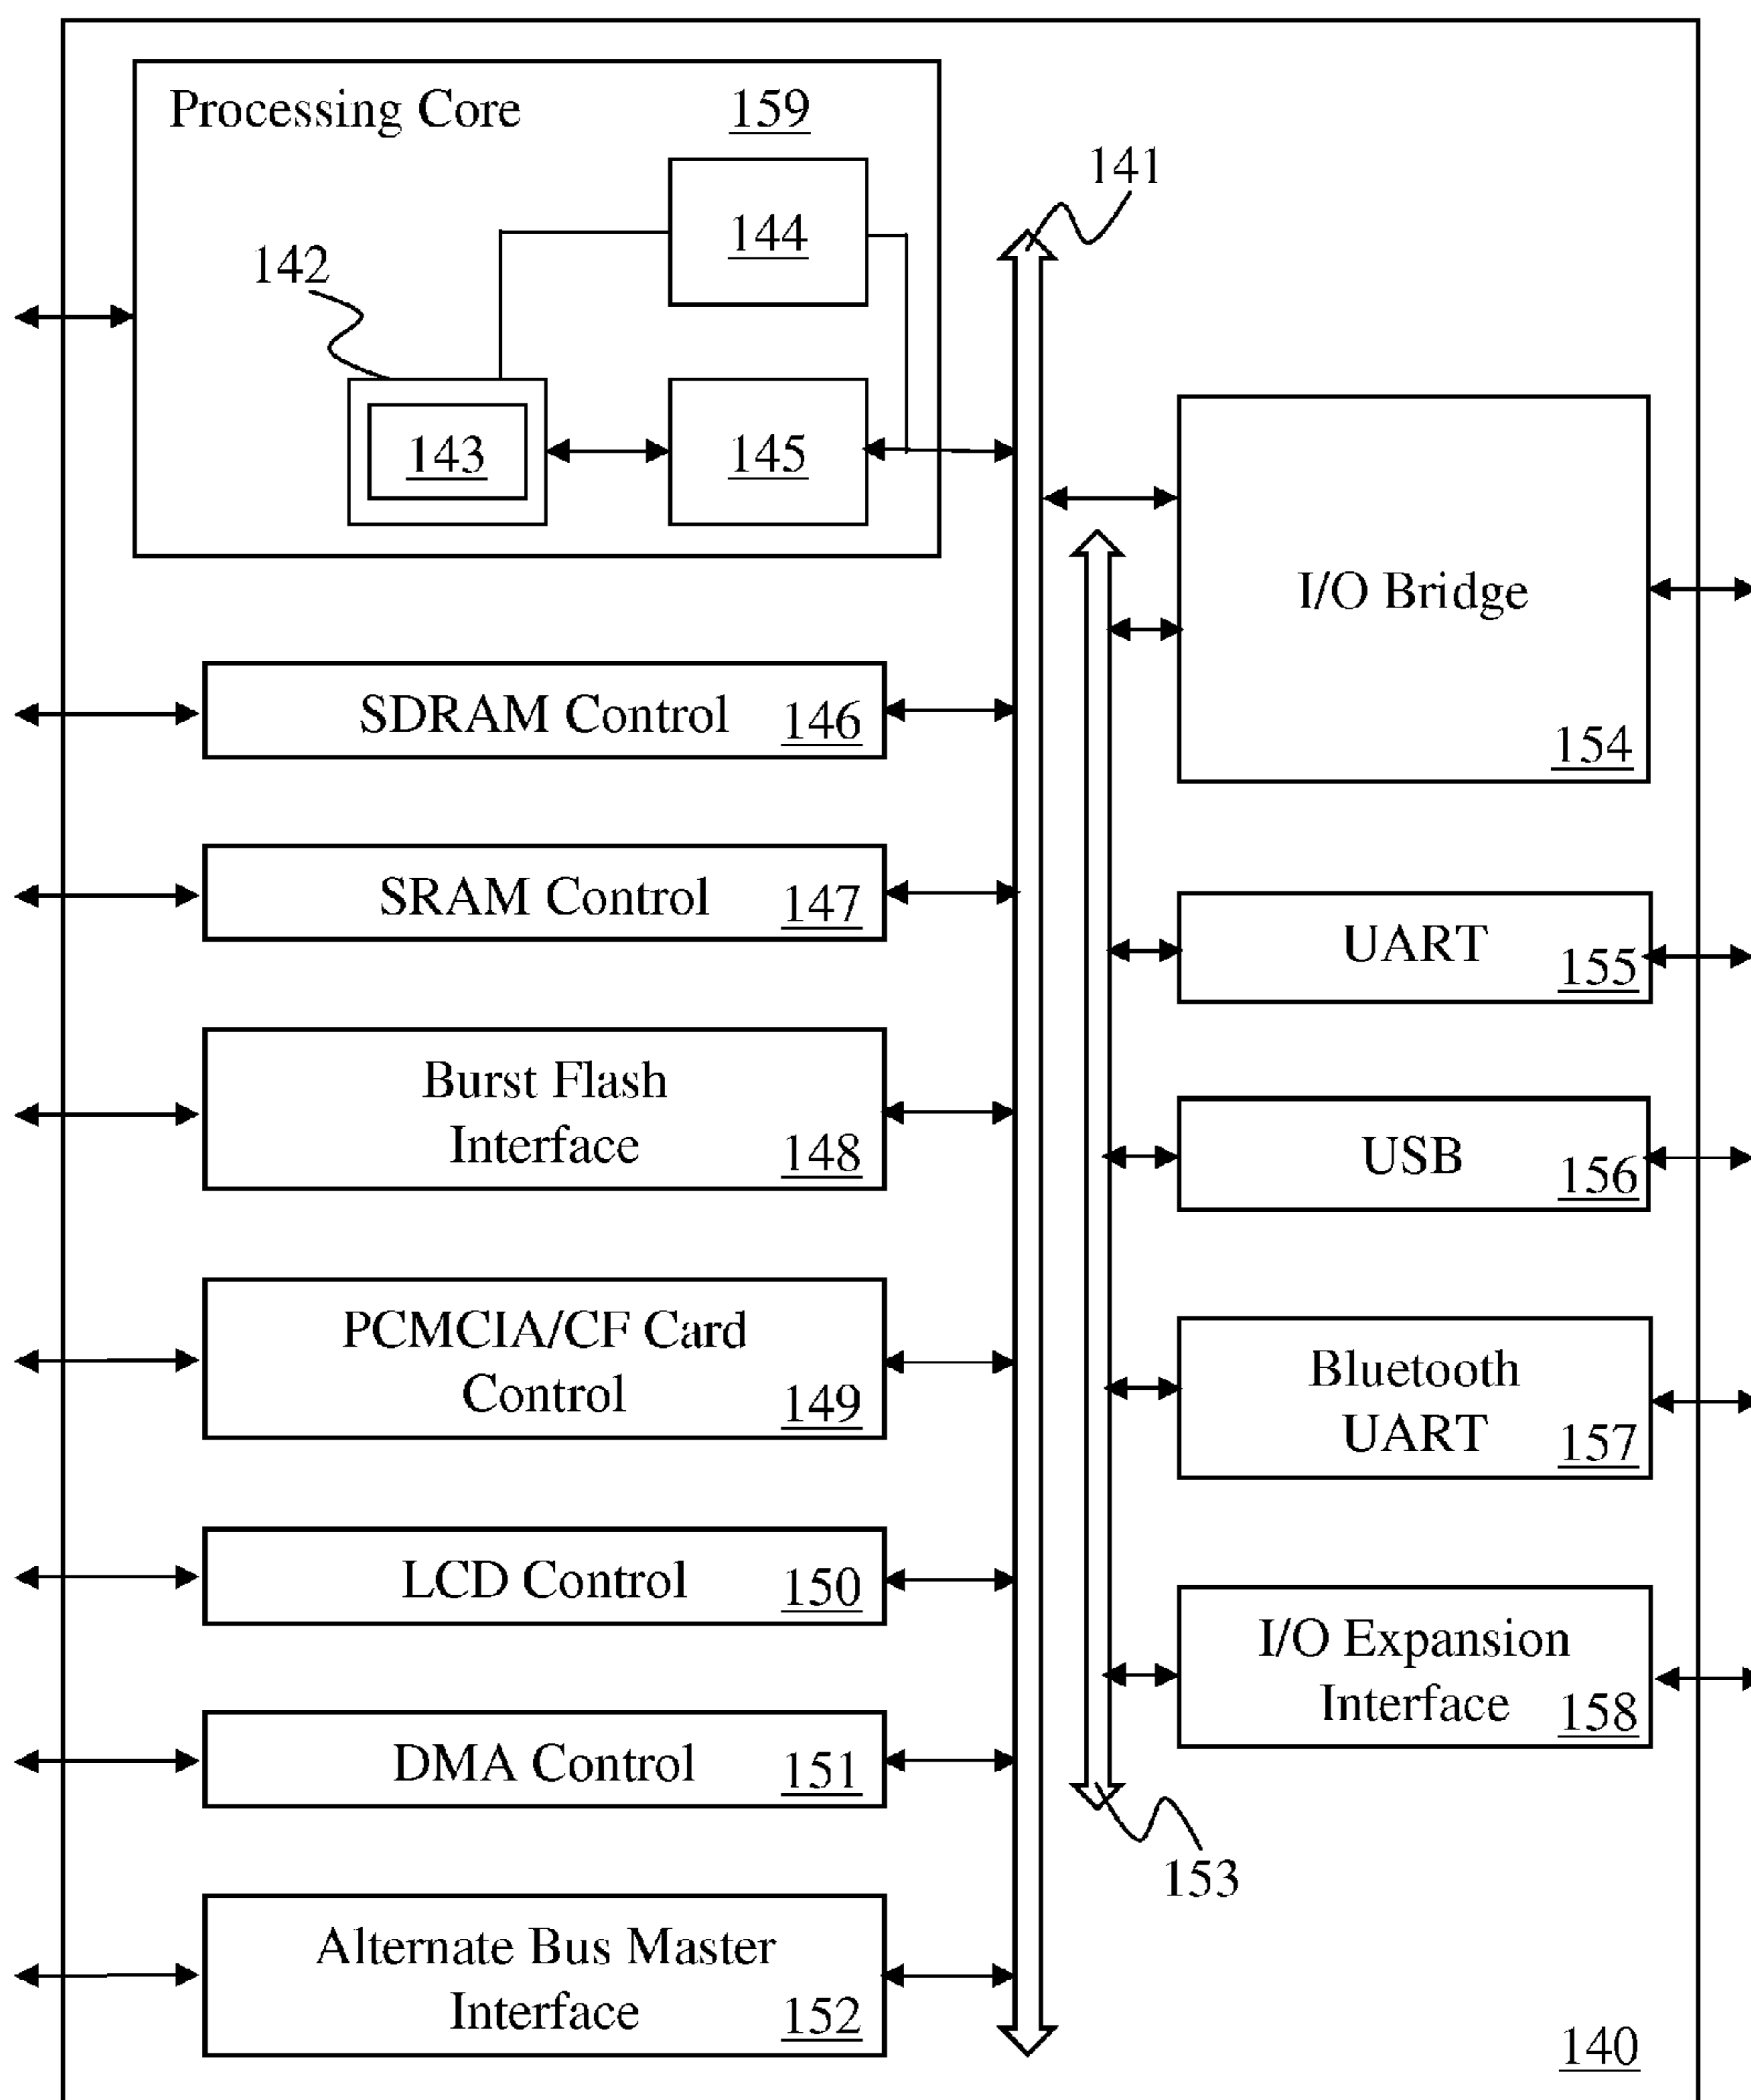 Processing Core 159
141
144
142
143
145
I/O Bridge
154
SDRAM Control 146
SRAM Control 147
UART 155
Burst Flash
Interface 148
USB 156
PCMCIA/CF Card
Control 149
Bluetooth
UART 157
LCD Control 150
I/O Expansion
Interface 158
DMA Control 151
153
Alternate Bus Master
Interface 152
140